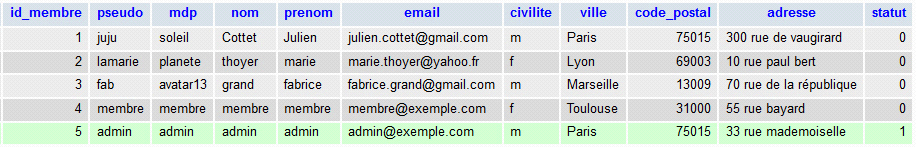 id_membre pseudo mdp nom prenom email civilite ville code_postal adresse statut
1 juju soleil Cottet Julien julien.cottet@gmail.com m Paris 75015 300 rue de vaugirard 0
2 lamarie planete thoyer marie marie.thoyer@yahoo.fr f Lyon 69003 10 rue paul bert 0
3 fab avatar13 grand fabrice fabrice.grand@gmail.com m Marseille 13009 70 rue de la république 0
4 membre membre membre membre membre@exemple.com f Toulouse 31000 55 rue bayard 0
5 admin admin admin admin admin@exemple.com m Paris 75015 33 rue mademoiselle 1